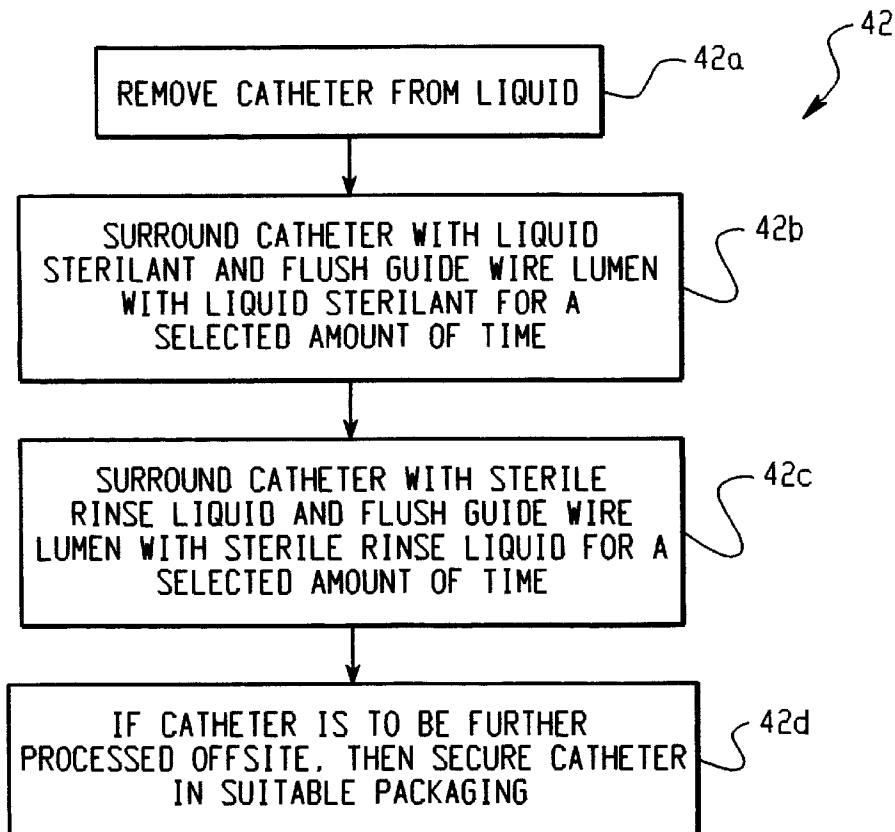 42
42a
REMOVE CATHETER FROM LIQUID
42b
SURROUND CATHETER WITH LIQUID
STERILANT AND FLUSH GUIDE WIRE LUMEN
WITH LIQUID STERILANT FOR A
SELECTED AMOUNT OF TIME
42c
SURROUND CATHETER WITH STERILE
RINSE LIQUID AND FLUSH GUIDE WIRE
LUMEN WITH STERILE RINSE LIQUID FOR A
SELECTED AMOUNT OF TIME
42d
IF CATHETER IS TO BE FURTHER
PROCESSED OFFSITE, THEN SECURE CATHETER
IN SUITABLE PACKAGING